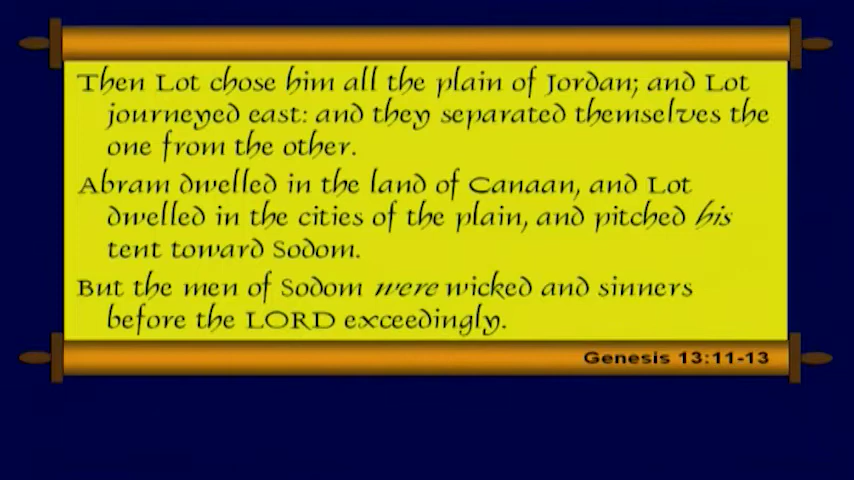 Then Lot chose him all the plain of Jordan; and Lot
journeyed east: and they separated themselves the
one from the other.
Abram dwelled in the land of Canaan, and Lot
dwelled in the cities of the plain, and pitched his
tent toward Sodom.
But the men of Sodom were wicked and sinners
before the LORD exceedingly.
Genesis 13:11-13